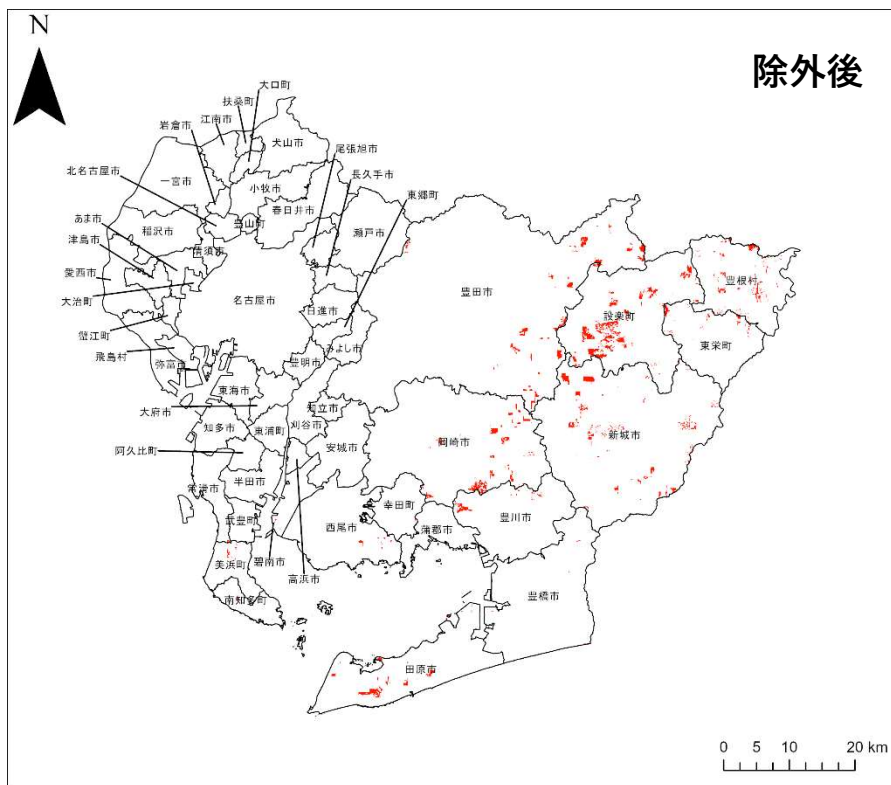 N
除外後
大口町
扶桑町
江南市
岩倉市
犬山市
尾張旭市
北名古屋市
長久手市
一宮市
小牧市
東郷町
春日井市
あま市
豊山町
稲沢市
瀬戸市
津島市
清須市
愛西市
豊田市
豊根村
大治町
名古屋市
日進市
設楽町
蟹江町
東栄町
みよし市
飛島村
豊明市
弥富市
東海市
大府市
知立市
知多市
東浦町
刈谷市
新城市
岡崎市
安城市
阿久比町
半田市
常滑市
幸田町
豊川市
武豊町
西尾市
蒲郡市
美浜町
碧南市
高浜市
豊橋市
南知多町
田原市
0 5 10 20 km